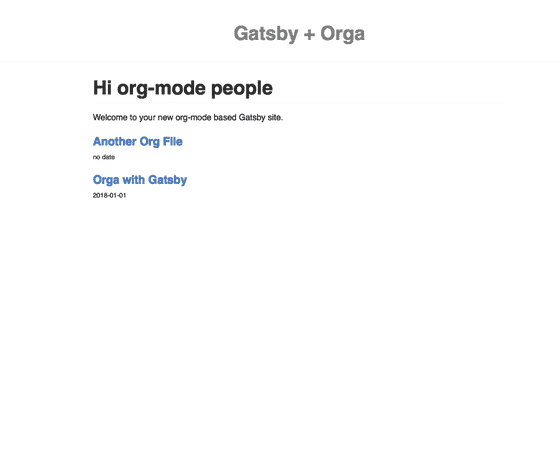 Gatsby + Orga
Hi org-mode people
Welcome to your new org-mode based Gatsby site.
Another Org File
no date
Orga with Gatsby
2018-01-01